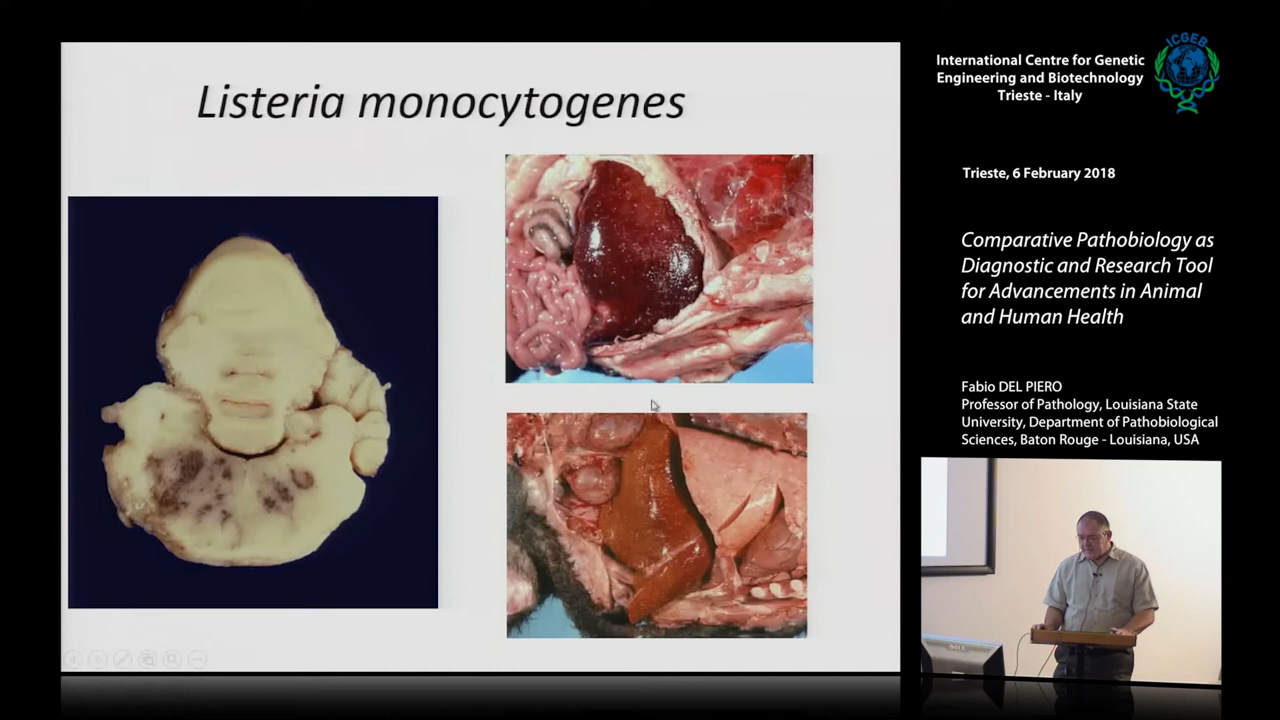 Listeria monocytogenes
International Centre for Genetic
Engineering and Biotechnology
Trieste - Italy
ICGEB
Trieste, 6 February 2018
Comparative Pathobiology as
Diagnostic and Research Tool
for Advancements in Animal
and Human Health
Fabio DEL PIERO
Professor of Pathology, Louisiana State
University, Department of Pathobiological
Sciences, Baton Rouge - Louisiana, USA
DELL